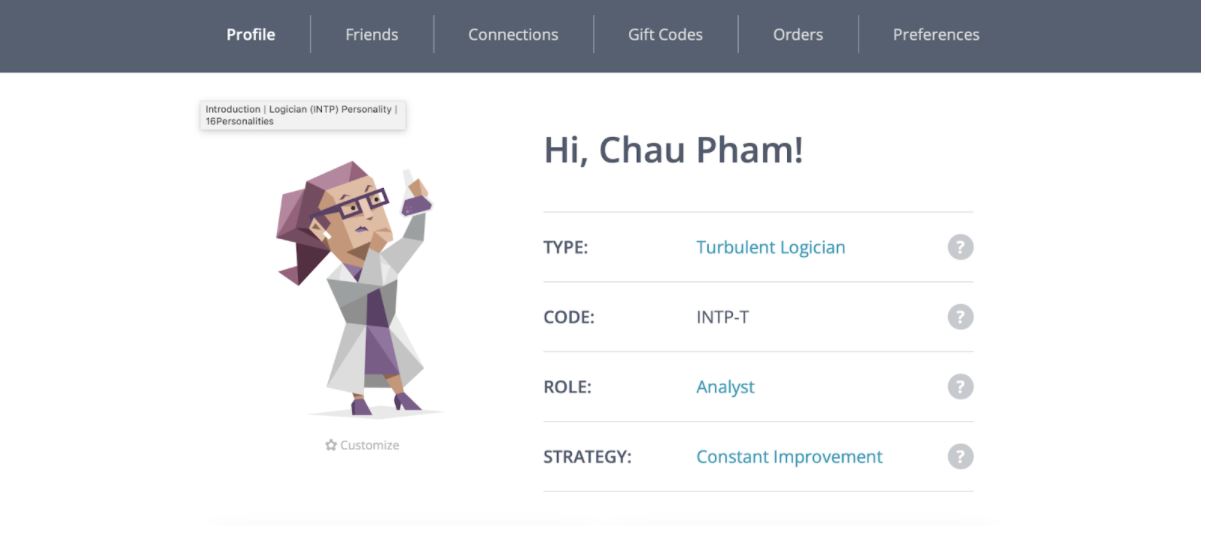 Profile Friends Connections Gift Codes Orders Preferences
Introduction | Logician (INTP) Personality |
16Personalities
Hi, Chau Pham!
TYPE: Turbulent Logician ?
CODE: INTP-T ?
ROLE: Analyst ?
STRATEGY: Constant Improvement ?
Customize